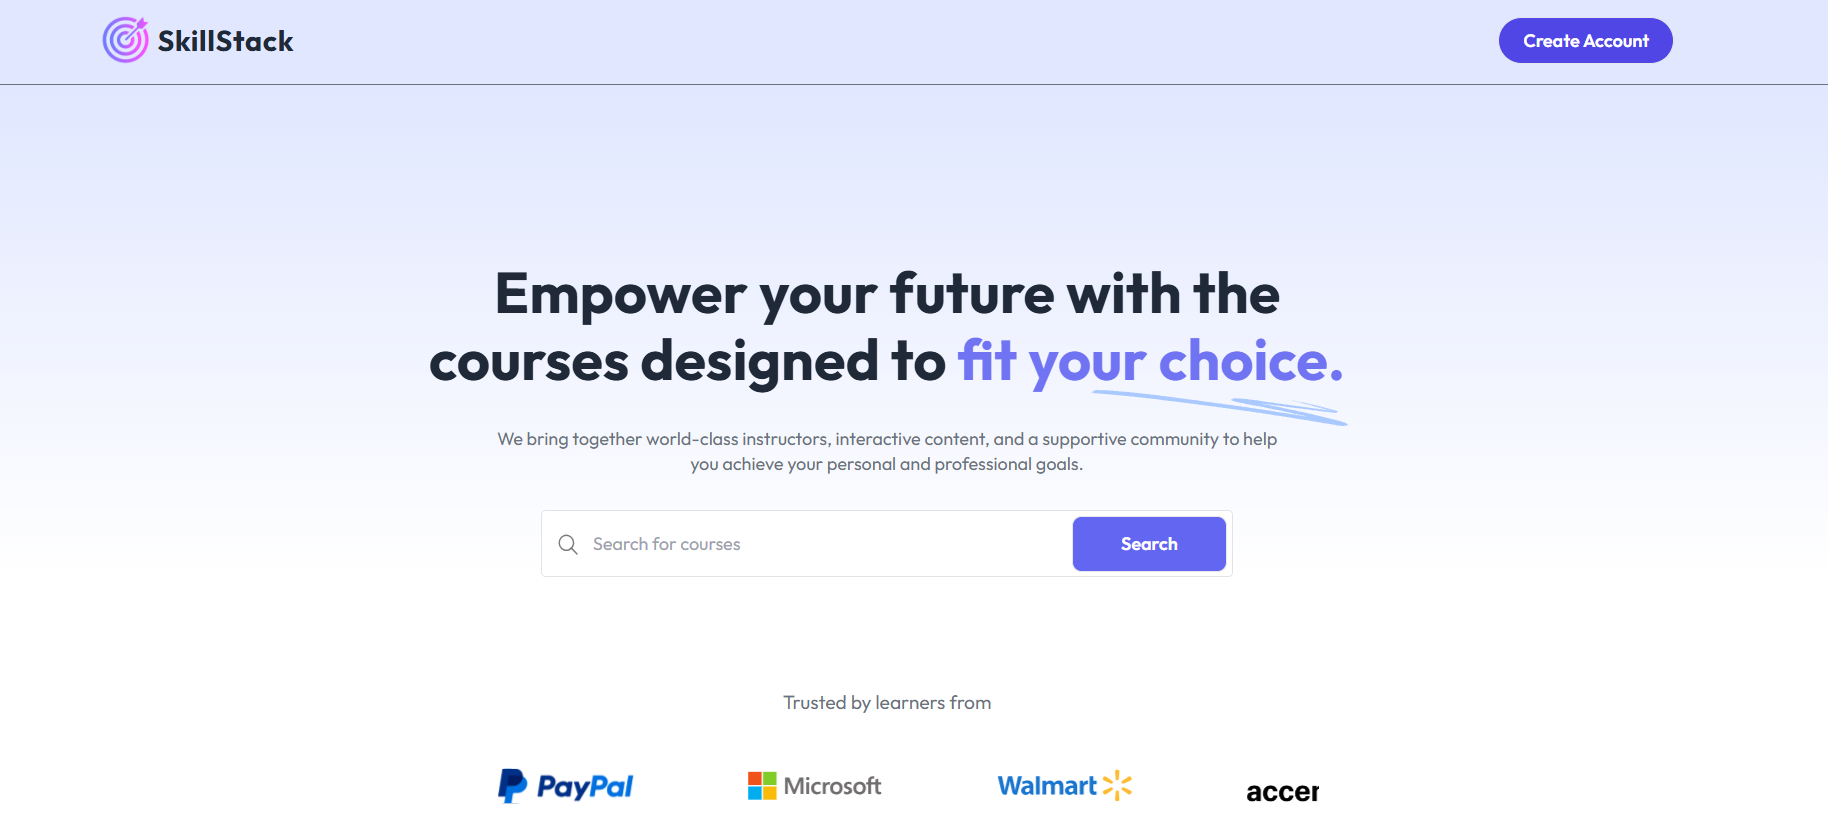 SkillStack
Create Account
Empower your future with the
courses designed to fit your choice.
We bring together world-class instructors, interactive content, and a supportive community to help
you achieve your personal and professional goals.
Search for courses
Search
Trusted by learners from
PayPal
Microsoft
Walmart
accen